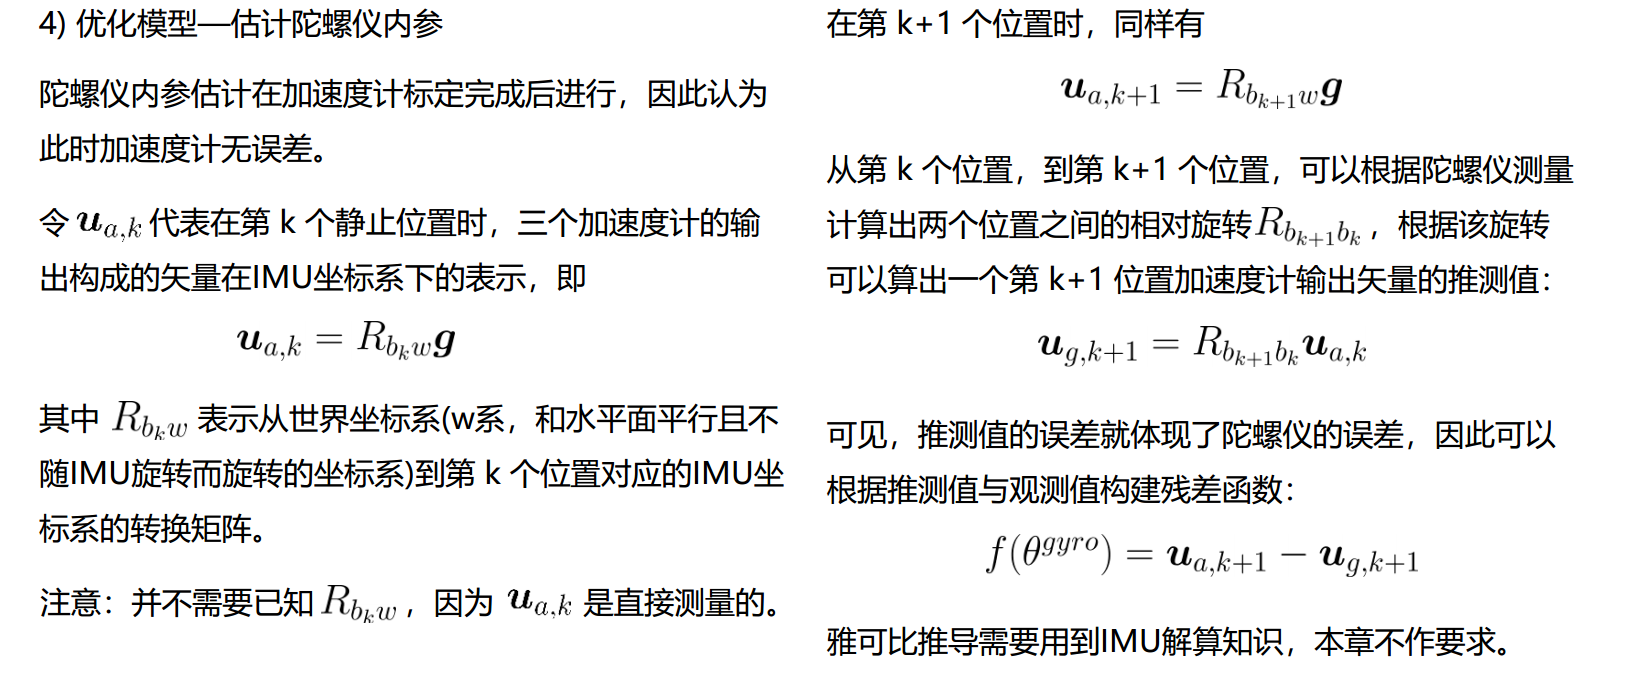 4) 优化模型—估计陀螺仪内参
陀螺仪内参估计在加速度计标定完成后进行，因此认为
此时加速度计无误差。
令 $\boldsymbol{u}_{a,k}$ 代表在第 k 个静止位置时，三个加速度计的输
出构成的矢量在IMU坐标系下的表示，即
$\boldsymbol{u}_{a,k} = R_{b_k w}\boldsymbol{g}$
其中 $R_{b_k w}$ 表示从世界坐标系(w系，和水平面平行且不
随IMU旋转而旋转的坐标系)到第 k 个位置对应的IMU坐
标系的转换矩阵。
注意：并不需要已知 $R_{b_k w}$ ，因为 $\boldsymbol{u}_{a,k}$ 是直接测量的。
在第 k+1 个位置时，同样有
$\boldsymbol{u}_{a,k+1} = R_{b_{k+1} w}\boldsymbol{g}$
从第 k 个位置，到第 k+1 个位置，可以根据陀螺仪测量
计算出两个位置之间的相对旋转$R_{b_{k+1} b_k}$ ，根据该旋转
可以算出一个第 k+1 位置加速度计输出矢量的推测值：
$\boldsymbol{u}_{g,k+1} = R_{b_{k+1} b_k}\boldsymbol{u}_{a,k}$
可见，推测值的误差就体现了陀螺仪的误差，因此可以
根据推测值与观测值构建残差函数：
$f(\theta^{gyro}) = \boldsymbol{u}_{a,k+1} - \boldsymbol{u}_{g,k+1}$
雅可比推导需要用到IMU解算知识，本章不作要求。